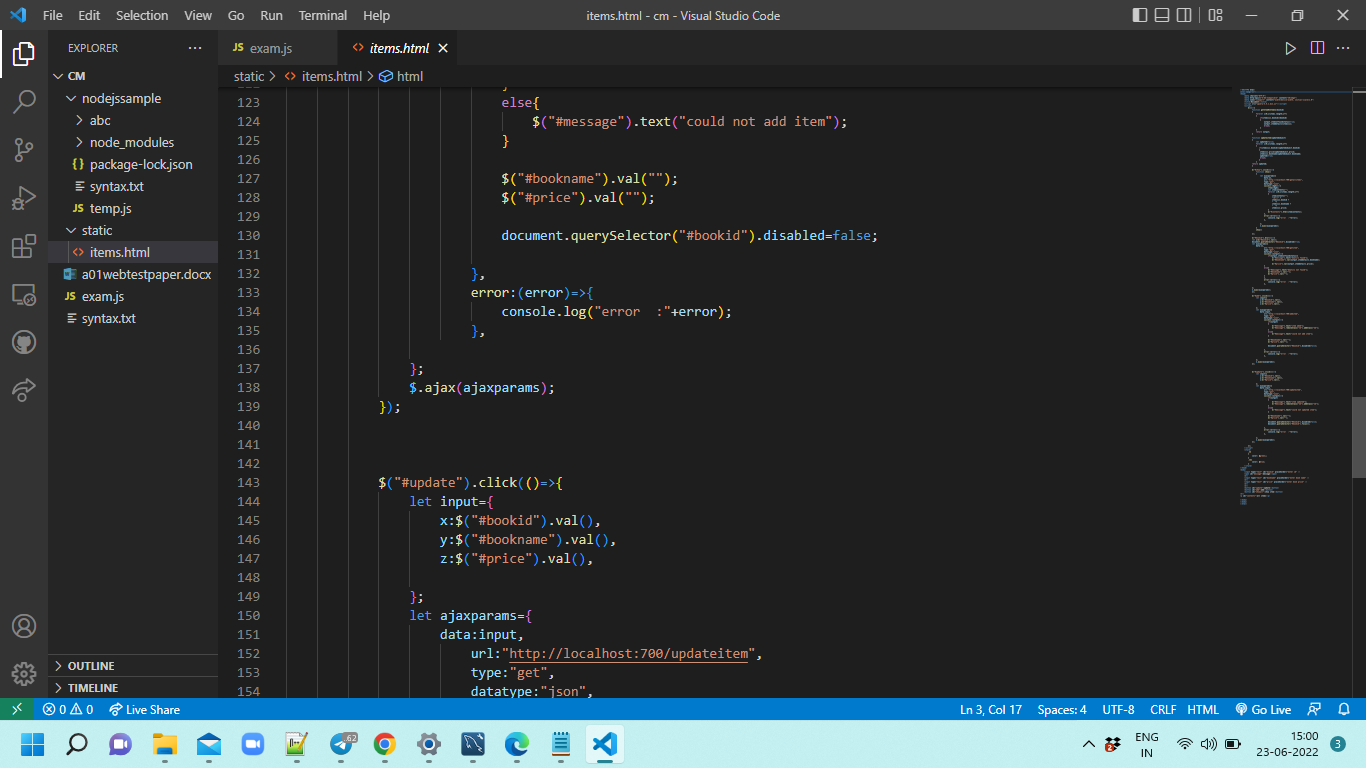 File Edit Selection View Go Run Terminal Help
items.html - cm - Visual Studio Code
EXPLORER
CM
nodejssample
abc
node_modules
package-lock.json
syntax.txt
temp.js
static
items.html
a01webtestpaper.docx
exam.js
syntax.txt
OUTLINE
TIMELINE
exam.js items.html
static > items.html > html
123 else{
124 $("#message").text("could not add item");
125 }
126
127 $("#bookname").val("");
128 $("#price").val("");
129
130 document.querySelector("#bookid").disabled=false;
131
132 },
133 error:(error)=>{
134 console.log("error  :"+error);
135 },
136
137 };
138 $.ajax(ajaxparams);
139 });
140
141
142
143 $("#update").click(()=>{
144 let input={
145 x:$("#bookid").val(),
146 y:$("#bookname").val(),
147 z:$("#price").val(),
148
149 };
150 let ajaxparams={
151 data:input,
152 url:"http://localhost:700/updateitem",
153 type:"get",
154 datatype:"json",
0 0 Live Share
Ln 3, Col 17 Spaces: 4 UTF-8 CRLF HTML Go Live
62
2
ENG
IN
15:00
23-06-2022
3